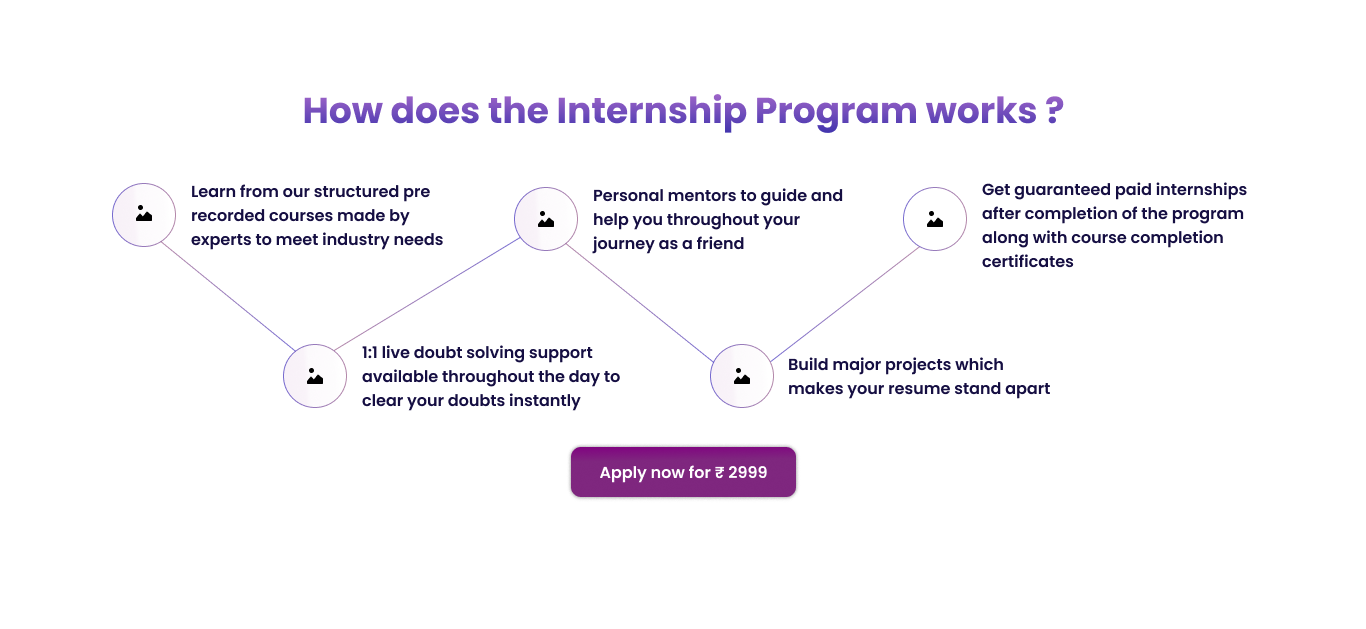 How does the Internship Program works ?
Learn from our structured pre
recorded courses made by
experts to meet industry needs
1:1 live doubt solving support
available throughout the day to
clear your doubts instantly
Personal mentors to guide and
help you throughout your
journey as a friend
Build major projects which
makes your resume stand apart
Get guaranteed paid internships
after completion of the program
along with course completion
certificates
Apply now for ₹ 2999